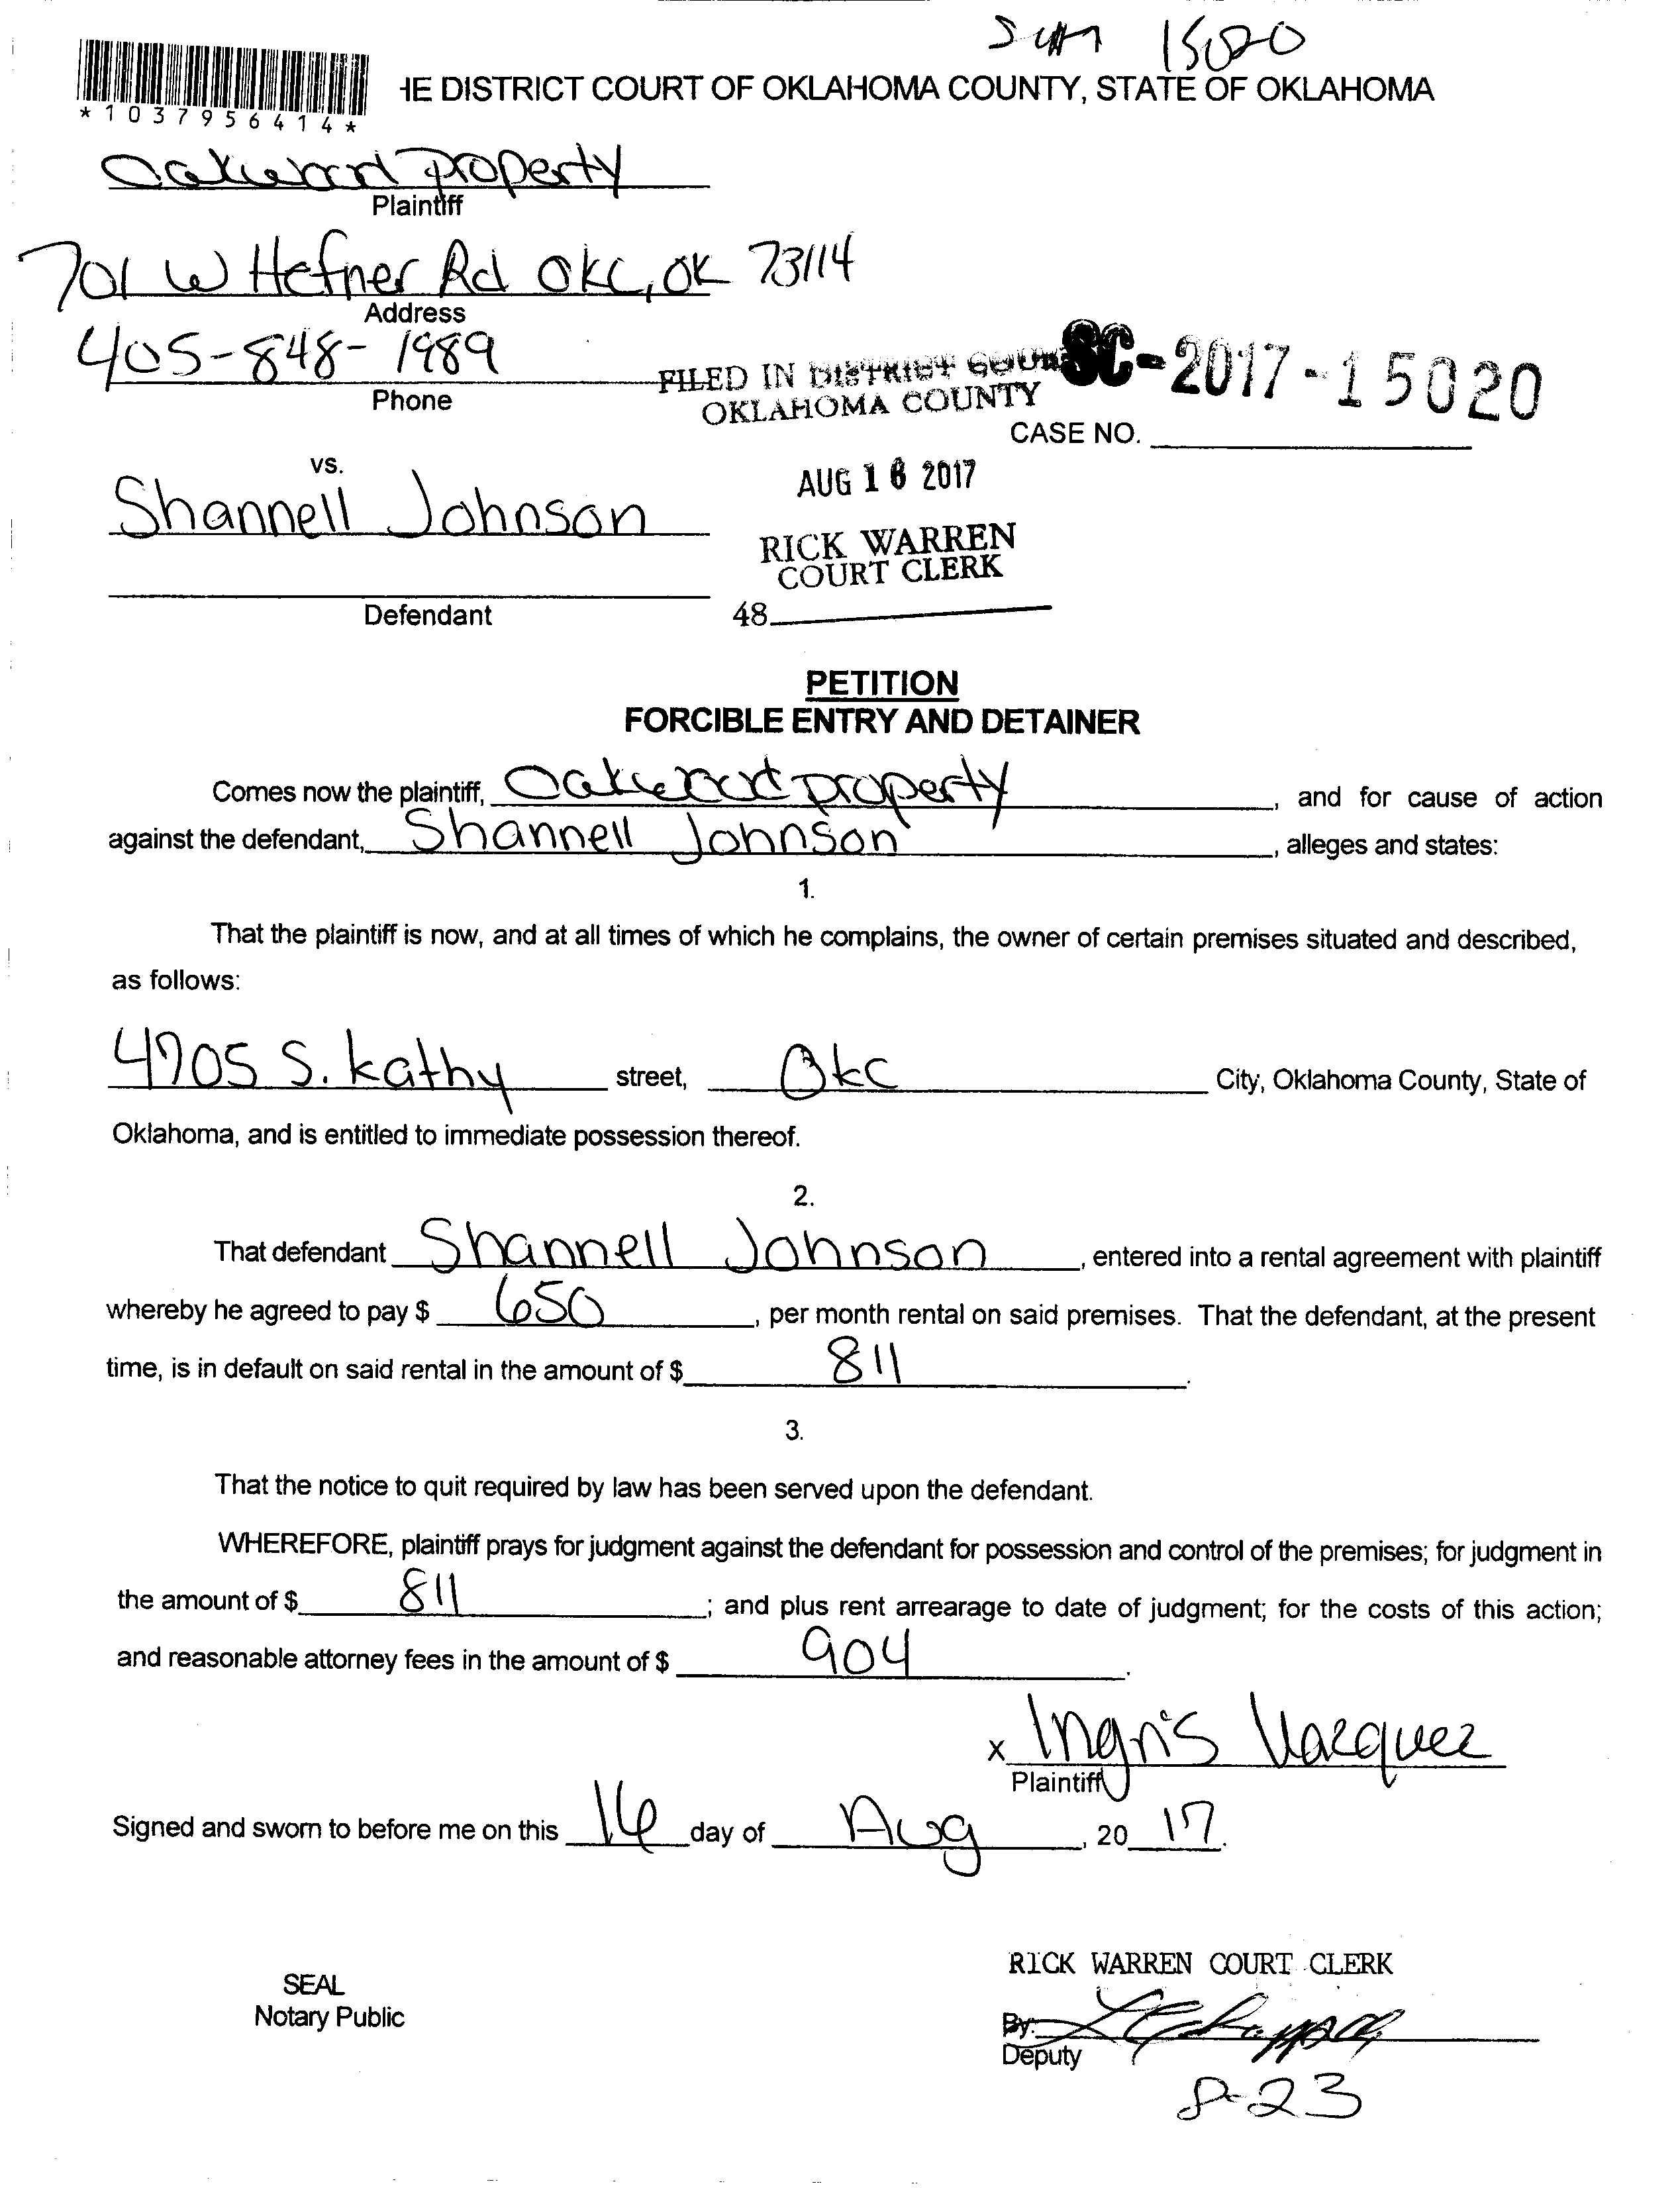 Sum 15020
*1037956414*
HE DISTRICT COURT OF OKLAHOMA COUNTY, STATE OF OKLAHOMA
Oakwood property
Plaintiff
701 W Hefner Rd OKC, OK 73114
Address
405-848-1989
Phone
FILED IN DISTRICT COUR
OKLAHOMA COUNTY
SC-2017-15020
CASE NO.
vs.
AUG 16 2017
Shannell Johnson
RICK WARREN
COURT CLERK
Defendant
48
PETITION
FORCIBLE ENTRY AND DETAINER
Comes now the plaintiff, Oakwood property, and for cause of action
against the defendant, Shannell Johnson, alleges and states:
1.
That the plaintiff is now, and at all times of which he complains, the owner of certain premises situated and described,
as follows:
4705 S. Kathy street, Okc City, Oklahoma County, State of
Oklahoma, and is entitled to immediate possession thereof.
2.
That defendant Shannell Johnson, entered into a rental agreement with plaintiff
whereby he agreed to pay $ 650, per month rental on said premises. That the defendant, at the present
time, is in default on said rental in the amount of $ 811.
3.
That the notice to quit required by law has been served upon the defendant.
WHEREFORE, plaintiff prays for judgment against the defendant for possession and control of the premises; for judgment in
the amount of $ 811; and plus rent arrearage to date of judgment; for the costs of this action;
and reasonable attorney fees in the amount of $ 904.
x Ingris Vazquez
Plaintiff
Signed and sworn to before me on this 16 day of Aug, 2017.
RICK WARREN COURT CLERK
SEAL
Notary Public
By:
Deputy
8-23